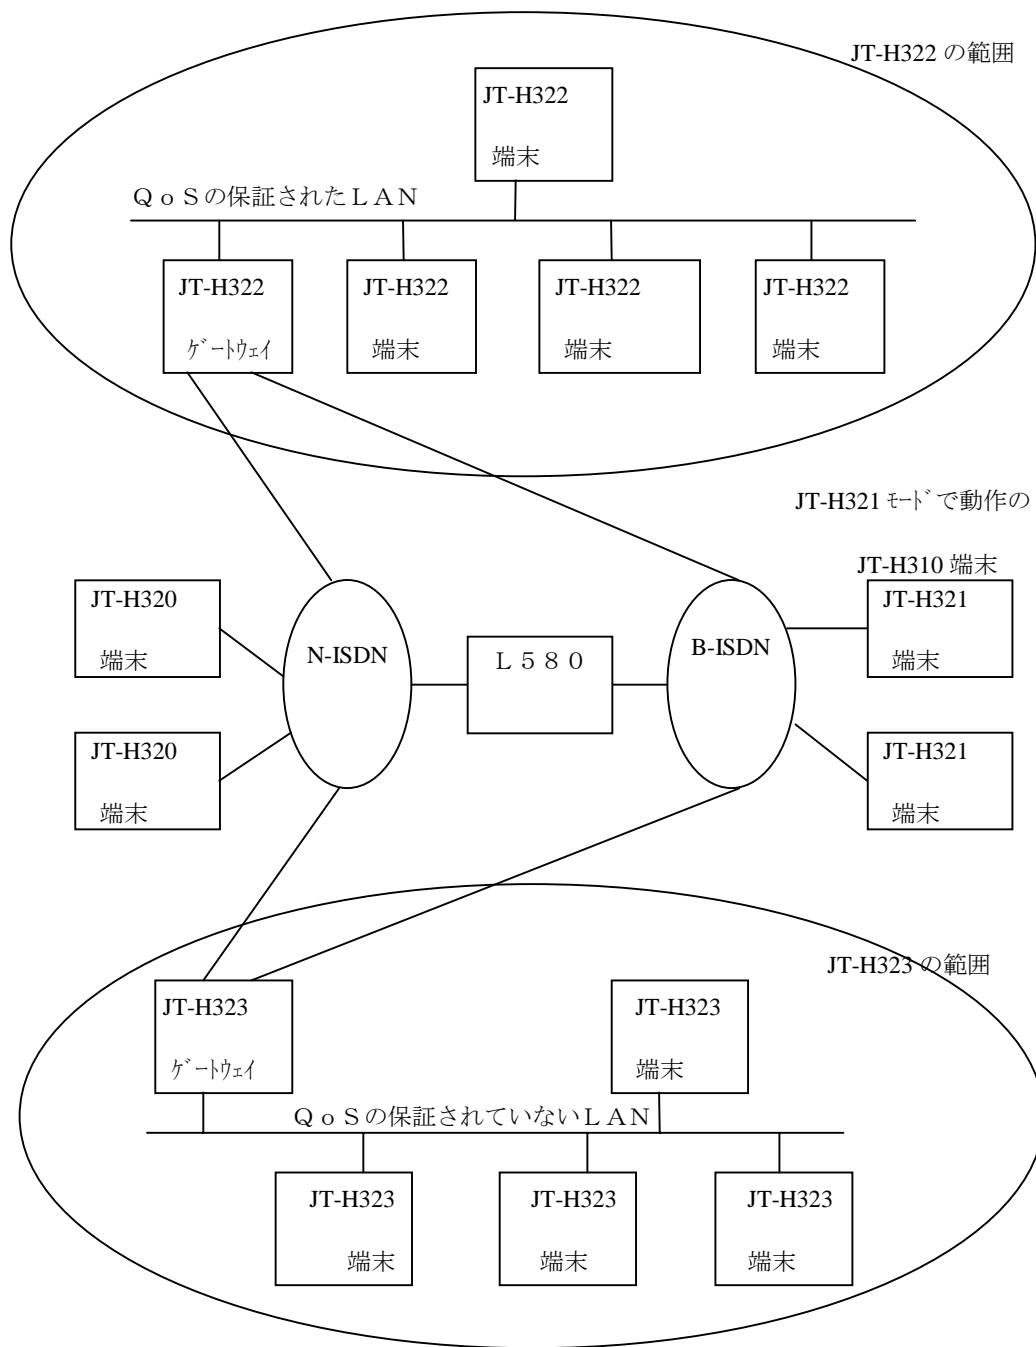 JT-H322 の範囲
JT-H322
端末
ＱｏＳの保証されたＬＡＮ
JT-H322
ｹﾞｰﾄｳｪｲ
JT-H322
端末
JT-H322
端末
JT-H322
端末
JT-H321 ﾓｰﾄﾞで動作の
JT-H310 端末
JT-H320
端末
N-ISDN
Ｌ５８０
B-ISDN
JT-H321
端末
JT-H320
端末
JT-H321
端末
JT-H323 の範囲
JT-H323
ｹﾞｰﾄｳｪｲ
JT-H323
端末
ＱｏＳの保証されていないＬＡＮ
JT-H323
端末
JT-H323
端末
JT-H323
端末